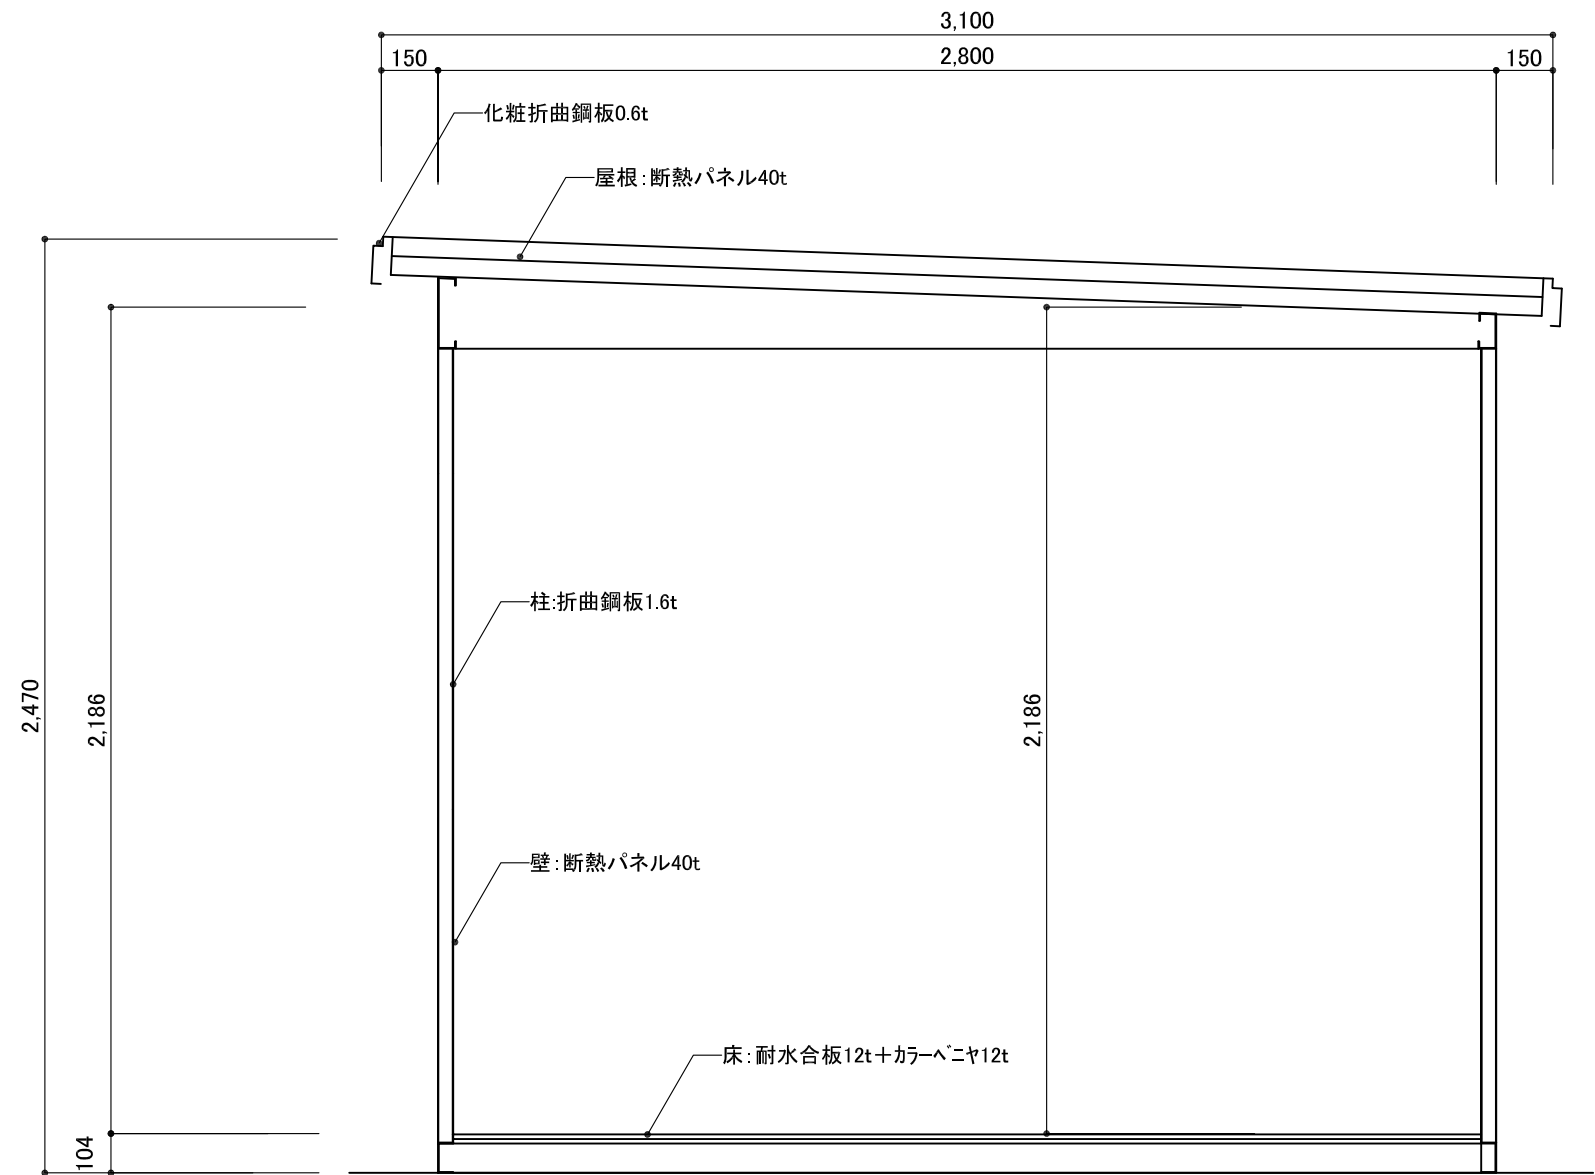 3,100
150
2,800
150
化粧折曲鋼板0.6t
屋根:断熱パネル40t
柱:折曲鋼板1.6t
2,470
2,186
2,186
壁:断熱パネル40t
床:耐水合板12t+ｶﾗｰﾍﾞﾆﾔ12t
104